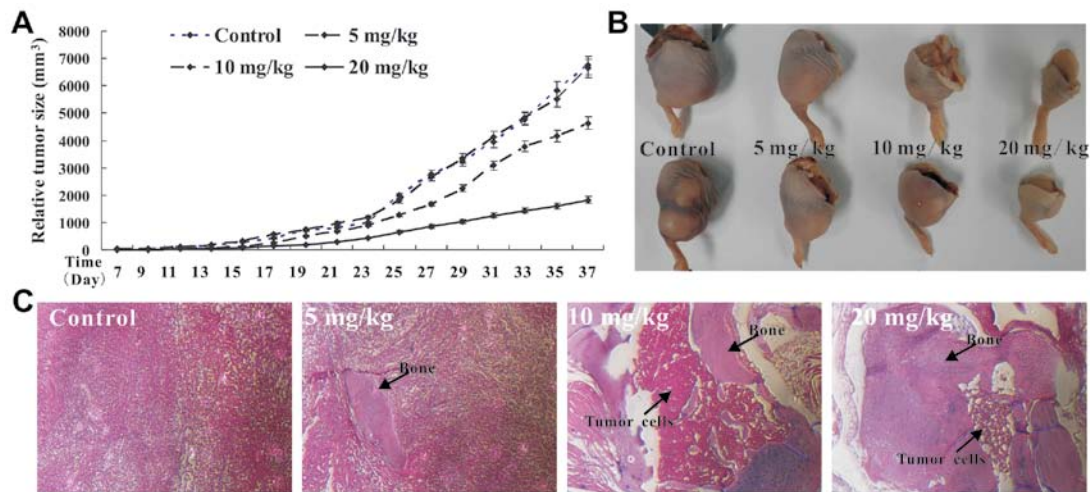 A
Relative tumor size (mm³)
8000
7000
6000
5000
4000
3000
2000
1000
0
Control
5 mg/kg
10 mg/kg
20 mg/kg
Time
(Day)
7 9 11 13 14 16 17 19 21 23 25 27 29 31 33 35 37
B
Control 5 mg/kg 10 mg/kg 20 mg/kg
C
Control
5 mg/kg
Bone
10 mg/kg
Bone
Tumor cells
20 mg/kg
Bone
Tumor cells